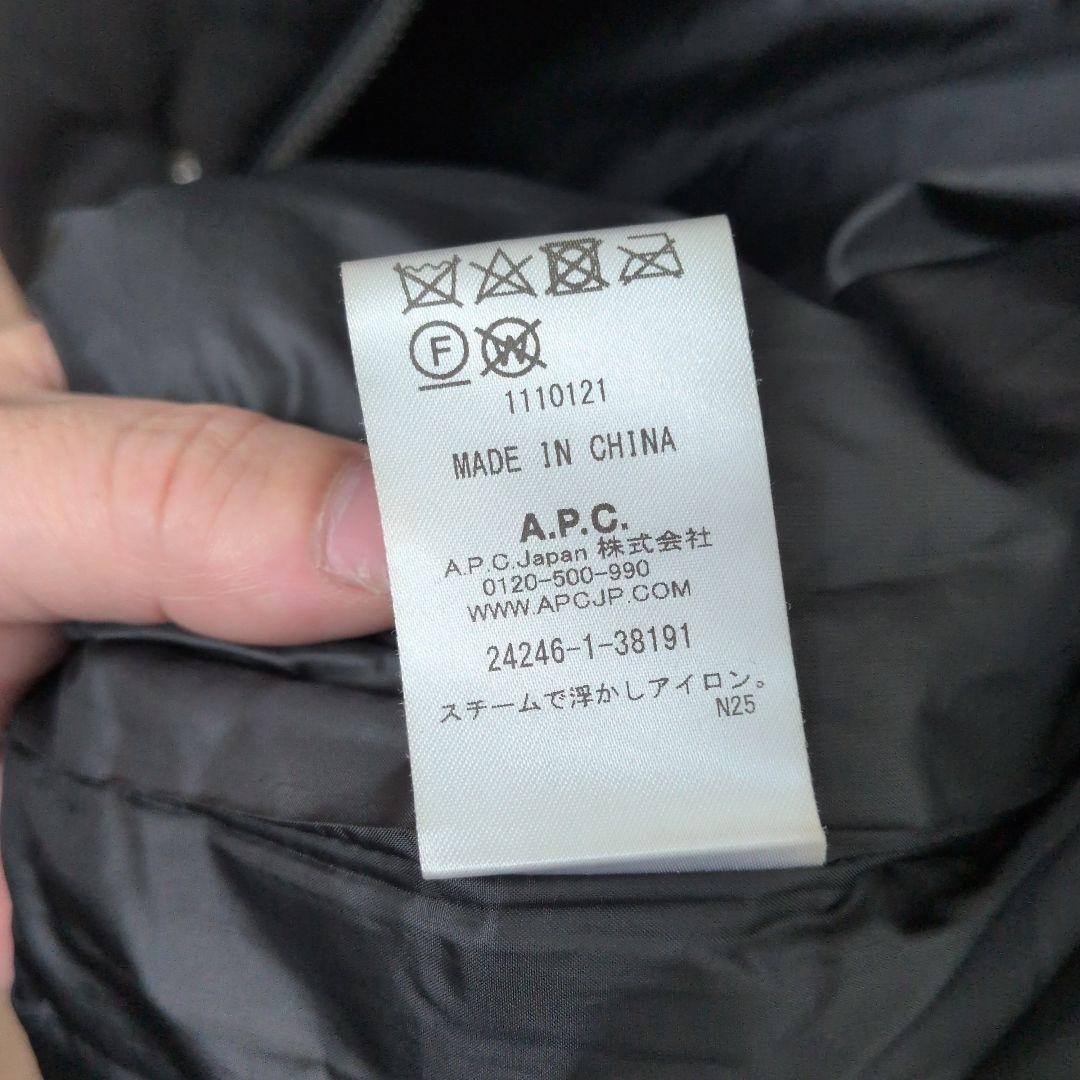 F W
1110121
MADE IN CHINA
A.P.C.
A.P.C.Japan 株式会社
0120-500-990
WWW.APCJP.COM
24246-1-38191
スチームで浮かしアイロン。
N25